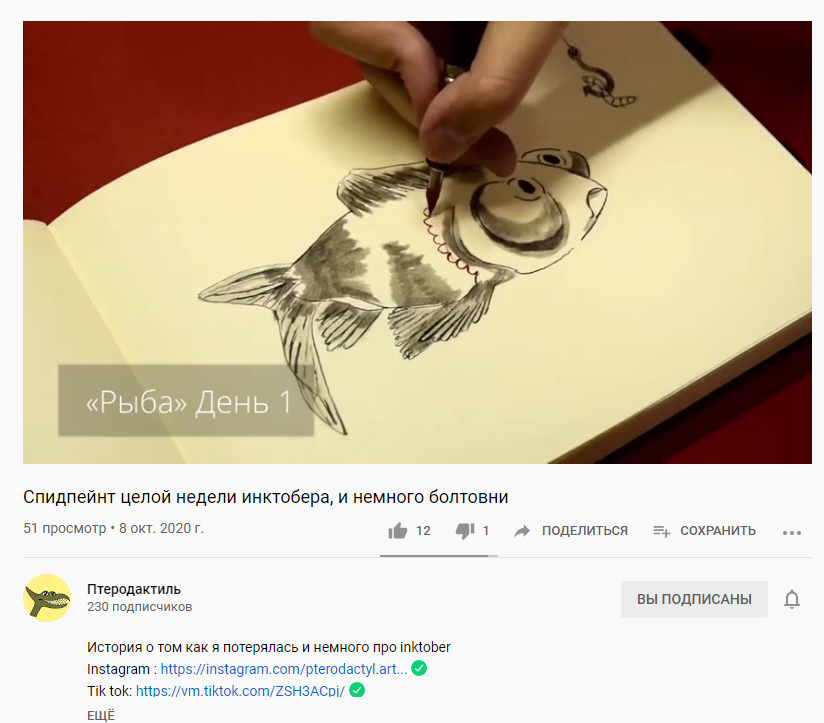 «Рыба» День 1
Спидпейнт целой недели инктобера, и немного болтовни
51 просмотр • 8 окт. 2020 г.
12
1
ПОДЕЛИТЬСЯ
СОХРАНИТЬ
Птеродактиль
230 подписчиков
ВЫ ПОДПИСАНЫ
История о том как я потерялась и немного про inktober
Instagram : https://instagram.com/pterodactyl.art...
Tik tok: https://vm.tiktok.com/ZSH3ACpj/
ЕЩЁ